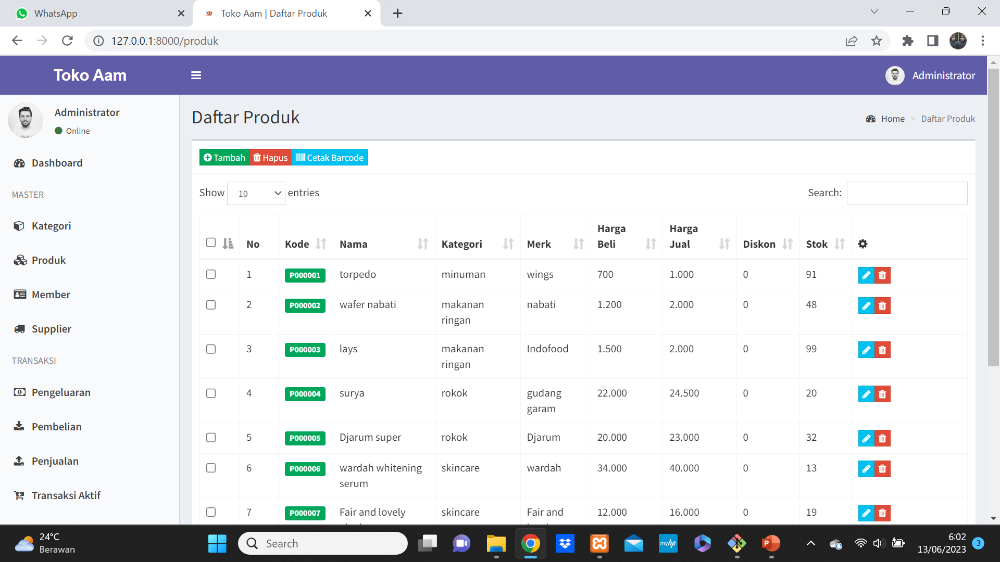 WhatsApp
Toko Aam | Daftar Produk
127.0.0.1:8000/produk
Toko Aam
Administrator
Administrator
Online
Dashboard
MASTER
Kategori
Produk
Member
Supplier
TRANSAKSI
Pengeluaran
Pembelian
Penjualan
Transaksi Aktif
Daftar Produk
Home > Daftar Produk
Tambah Hapus Cetak Barcode
Show 10 entries
Search:
No Kode Nama Kategori Merk Harga Beli Harga Jual Diskon Stok
1 P000001 torpedo minuman wings 700 1.000 0 91
2 P000002 wafer nabati makanan ringan nabati 1.200 2.000 0 48
3 P000003 lays makanan ringan Indofood 1.500 2.000 0 99
4 P000004 surya rokok gudang garam 22.000 24.500 0 20
5 P000005 Djarum super rokok Djarum 20.000 23.000 0 32
6 P000006 wardah whitening serum skincare wardah 34.000 40.000 0 13
7 P000007 Fair and lovely skincare Fair and 12.000 16.000 0 19
24°C
Berawan
Search
myhp
P
6:02
13/06/2023
3